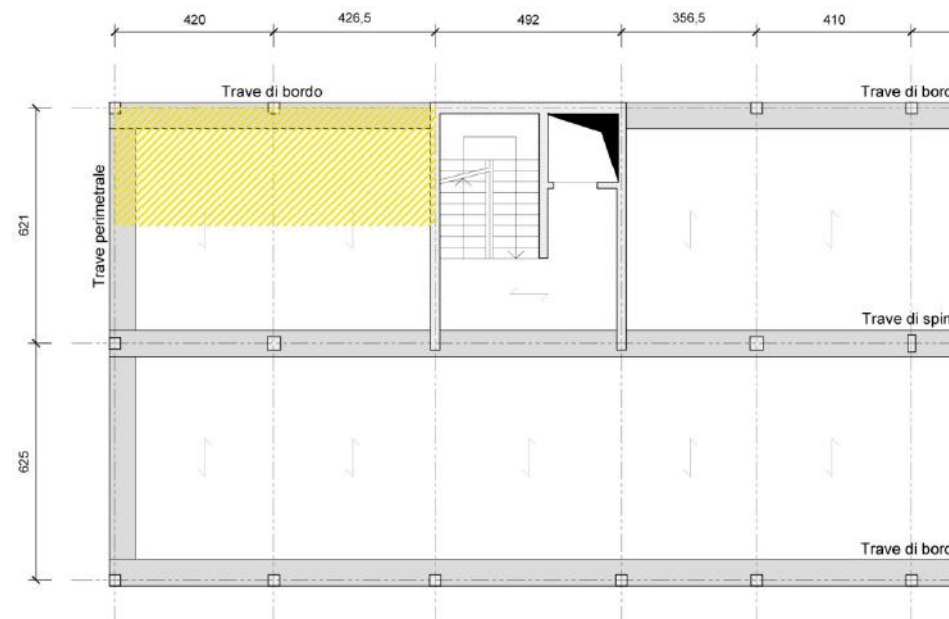 420
426,5
492
356,5
410
Trave di bordo
Trave di bord
621
Trave perimetrale
Trave di spin
625
Trave di bord